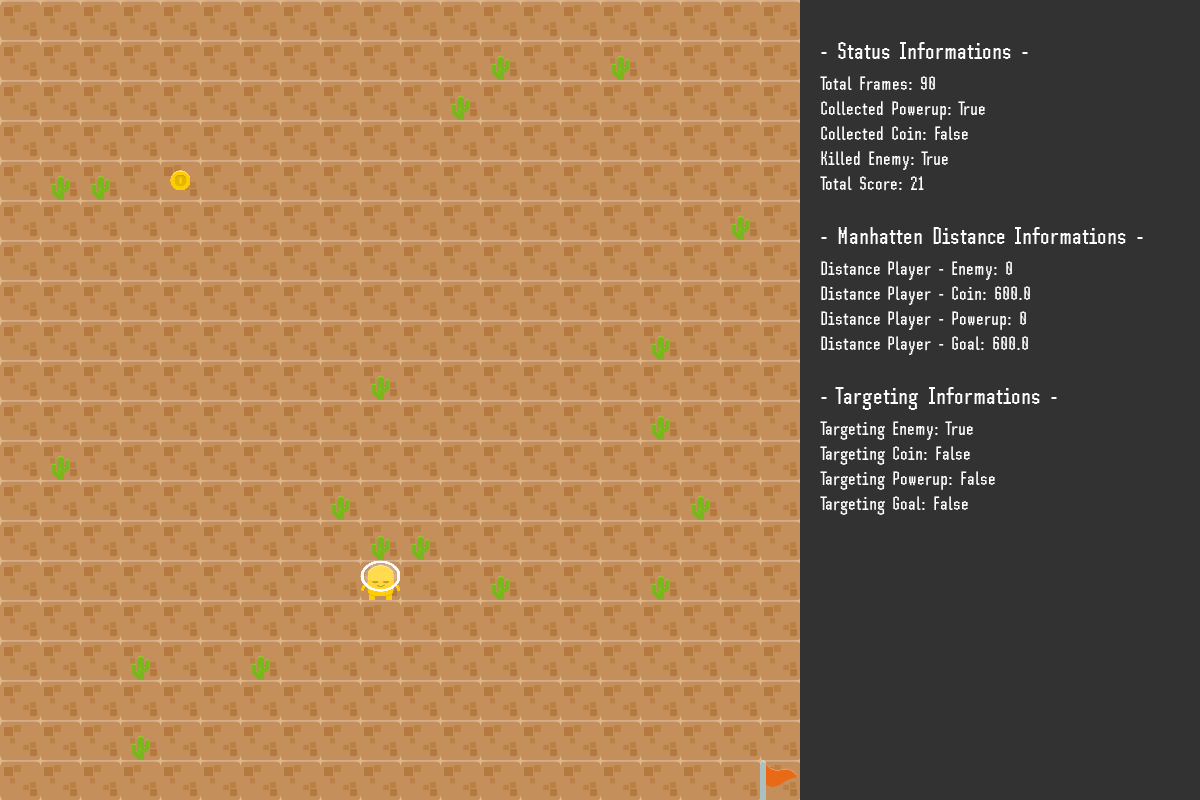 - Status Informations -
Total Frames: 90
Collected Powerup: True
Collected Coin: False
Killed Enemy: True
Total Score: 21
- Manhatten Distance Informations -
Distance Player - Enemy: 0
Distance Player - Coin: 600.0
Distance Player - Powerup: 0
Distance Player - Goal: 600.0
- Targeting Informations -
Targeting Enemy: True
Targeting Coin: False
Targeting Powerup: False
Targeting Goal: False